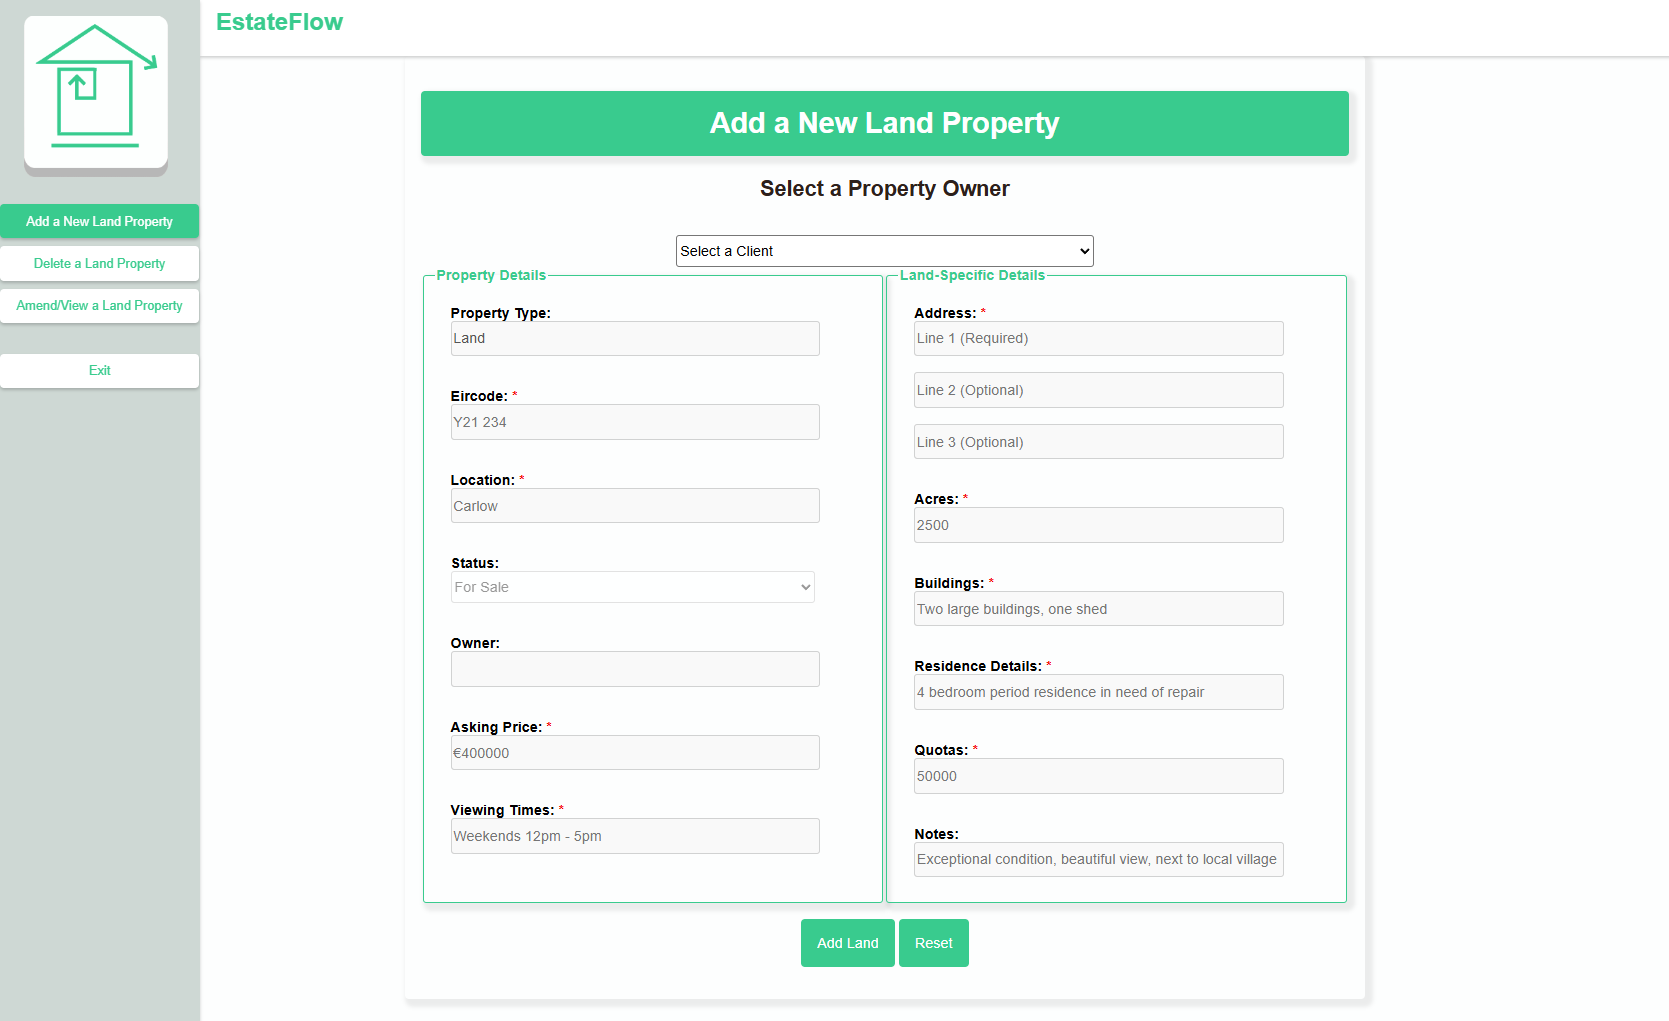 EstateFlow
Add a New Land Property
Delete a Land Property
Amend/View a Land Property
Exit
Add a New Land Property
Select a Property Owner
Select a Client
Property Details
Property Type:
Land
Eircode: *
Y21 234
Location: *
Carlow
Status:
For Sale
Owner:
Asking Price: *
€400000
Viewing Times: *
Weekends 12pm - 5pm
Land-Specific Details
Address: *
Line 1 (Required)
Line 2 (Optional)
Line 3 (Optional)
Acres: *
2500
Buildings: *
Two large buildings, one shed
Residence Details: *
4 bedroom period residence in need of repair
Quotas: *
50000
Notes:
Exceptional condition, beautiful view, next to local village
Add Land
Reset